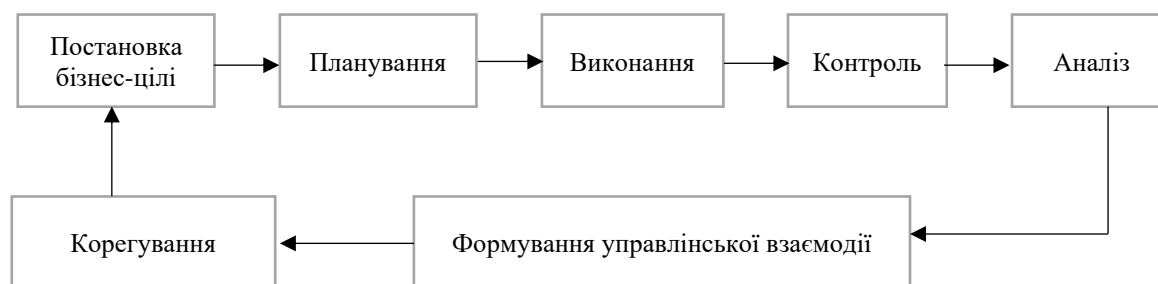 Постановка
бізнес-цілі
Планування
Виконання
Контроль
Аналіз
Корегування
Формування управлінської взаємодії